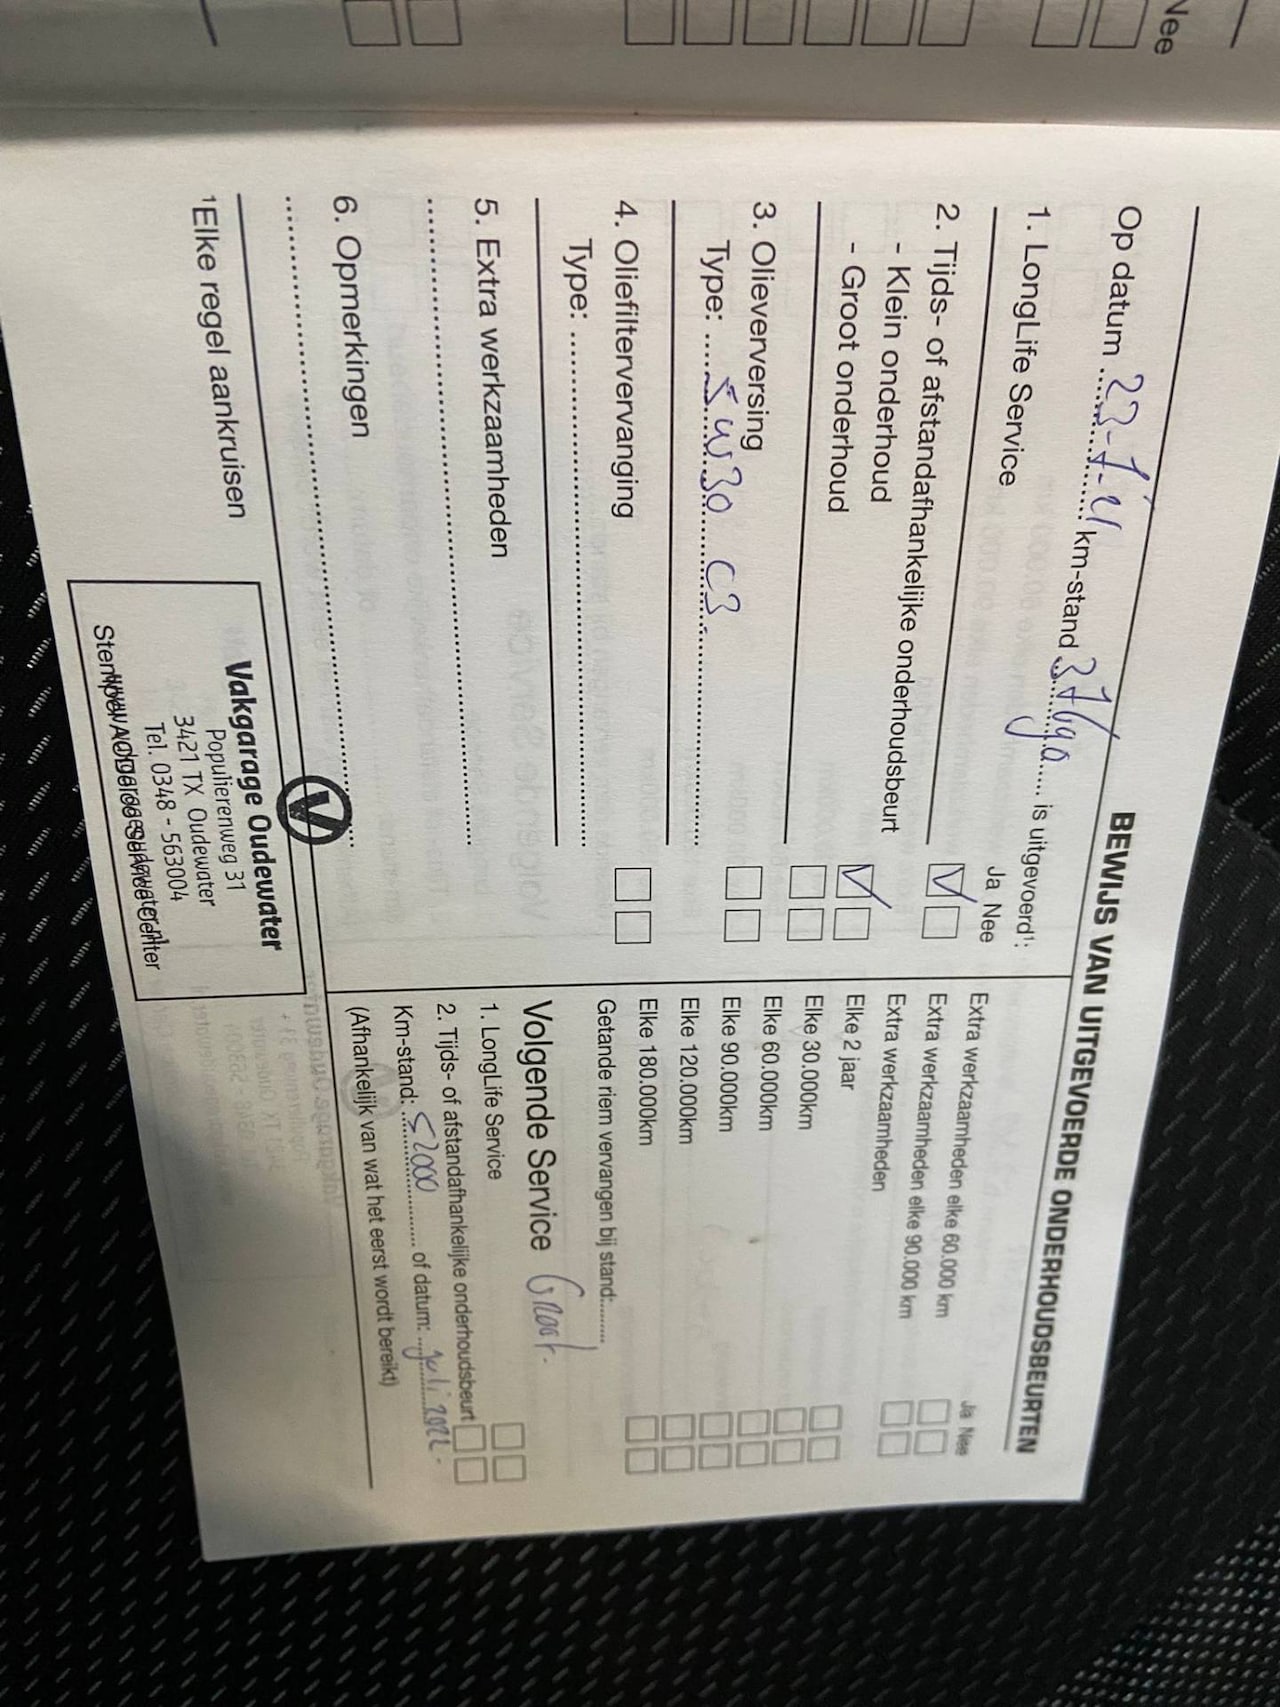 Nee
BEWIJS VAN UITGEVOERDE ONDERHOUDSBEURTEN
Op datum ..... km-stand ..... is uitgevoerd¹:
Ja Nee
1. LongLife Service
2. Tijds- of afstandafhankelijke onderhoudsbeurt
- Klein onderhoud
- Groot onderhoud
3. Olieverversing
Type: 5W30 C3.
4. Oliefiltervervanging
Type:
5. Extra werkzaamheden
6. Opmerkingen
¹Elke regel aankruisen
Vakgarage Oudewater
Populierenweg 31
3421 TX Oudewater
Tel. 0348 - 563004
Ja Nee
Extra werkzaamheden elke 60.000 km
Extra werkzaamheden elke 90.000 km
Extra werkzaamheden
Elke 2 jaar
Elke 30.000km
Elke 60.000km
Elke 90.000km
Elke 120.000km
Elke 180.000km
Getande riem vervangen bij stand:
Volgende Service Groot.
1. LongLife Service
2. Tijds- of afstandafhankelijke onderhoudsbeurt
Km-stand: 52000 of datum: juli 2022.
(Afhankelijk van wat het eerst wordt bereikt)